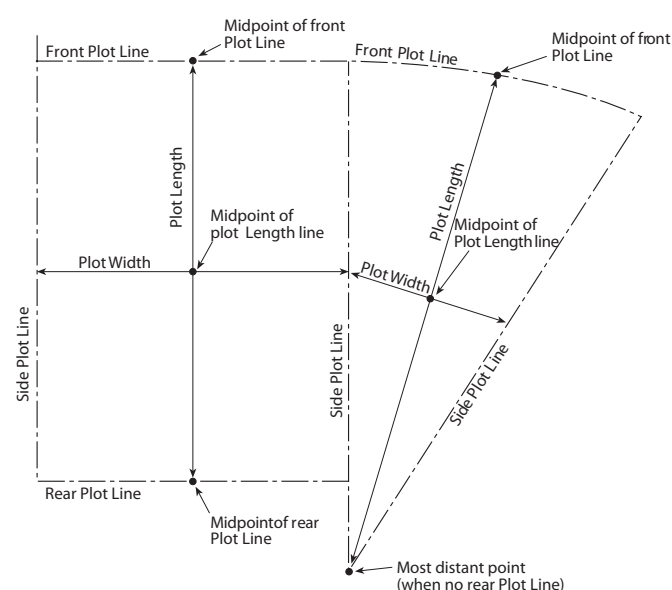 Midpoint of front
Plot Line
Midpoint of front
Plot Line
Front Plot Line
Front Plot Line
Plot Length
Plot Length
Midpoint of
plot Length line
Midpoint of
Plot Length line
Plot Width
Plot Width
Side Plot Line
Side Plot Line
Side Plot Line
Rear Plot Line
Midpointof rear
Plot Line
Most distant point
(when no rear Plot Line)